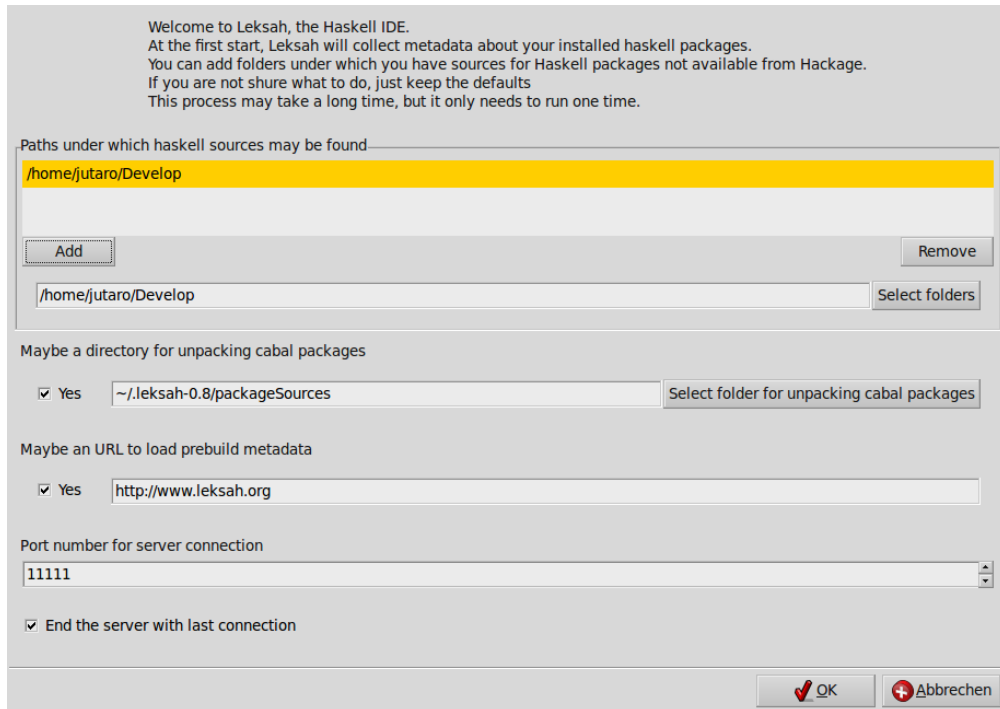 Welcome to Leksah, the Haskell IDE.
At the first start, Leksah will collect metadata about your installed haskell packages.
You can add folders under which you have sources for Haskell packages not available from Hackage.
If you are not shure what to do, just keep the defaults
This process may take a long time, but it only needs to run one time.
Paths under which haskell sources may be found
/home/jutaro/Develop
Add
Remove
/home/jutaro/Develop
Select folders
Maybe a directory for unpacking cabal packages
Yes
~/.leksah-0.8/packageSources
Select folder for unpacking cabal packages
Maybe an URL to load prebuild metadata
Yes
http://www.leksah.org
Port number for server connection
11111
End the server with last connection
OK
Abbrechen